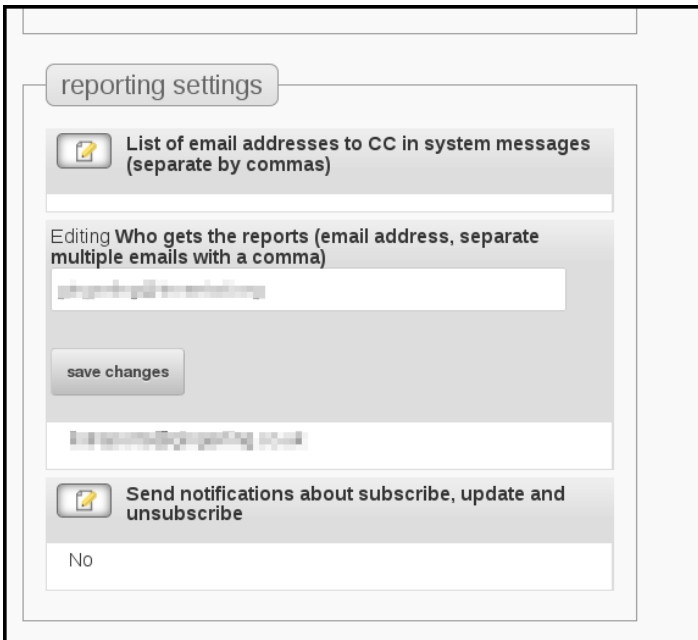 reporting settings
List of email addresses to CC in system messages
(separate by commas)
Editing Who gets the reports (email address, separate
multiple emails with a comma)
save changes
Send notifications about subscribe, update and
unsubscribe
No